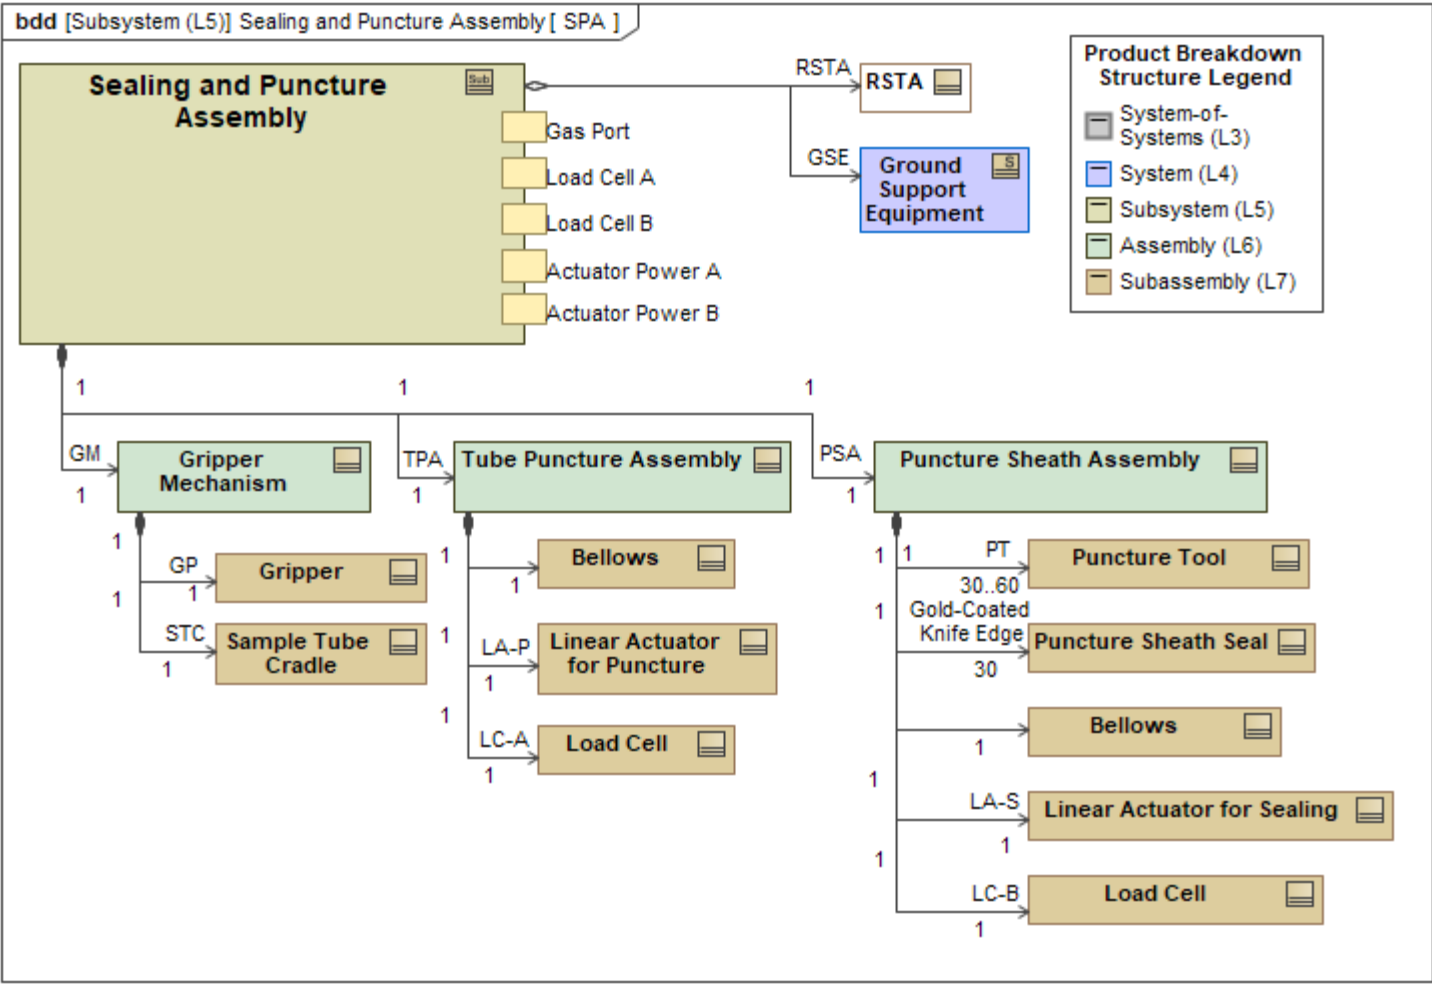 bdd [Subsystem (L5)] Sealing and Puncture Assembly [ SPA ]
Sealing and Puncture
Assembly
Sub
Gas Port
Load Cell A
Load Cell B
Actuator Power A
Actuator Power B
RSTA
RSTA
GSE
Ground
Support
Equipment
S
Product Breakdown
Structure Legend
System-of-
Systems (L3)
System (L4)
Subsystem (L5)
Assembly (L6)
Subassembly (L7)
1
1
1
GM
1
Gripper
Mechanism
TPA
1
Tube Puncture Assembly
PSA
1
Puncture Sheath Assembly
1
GP
1
Gripper
1
STC
1
Sample Tube
Cradle
1
1
Bellows
1
LA-P
1
Linear Actuator
for Puncture
1
LC-A
1
Load Cell
1
1
PT
30..60
Puncture Tool
1
Gold-Coated
Knife Edge
30
Puncture Sheath Seal
1
Bellows
1
LA-S
1
Linear Actuator for Sealing
1
LC-B
1
Load Cell